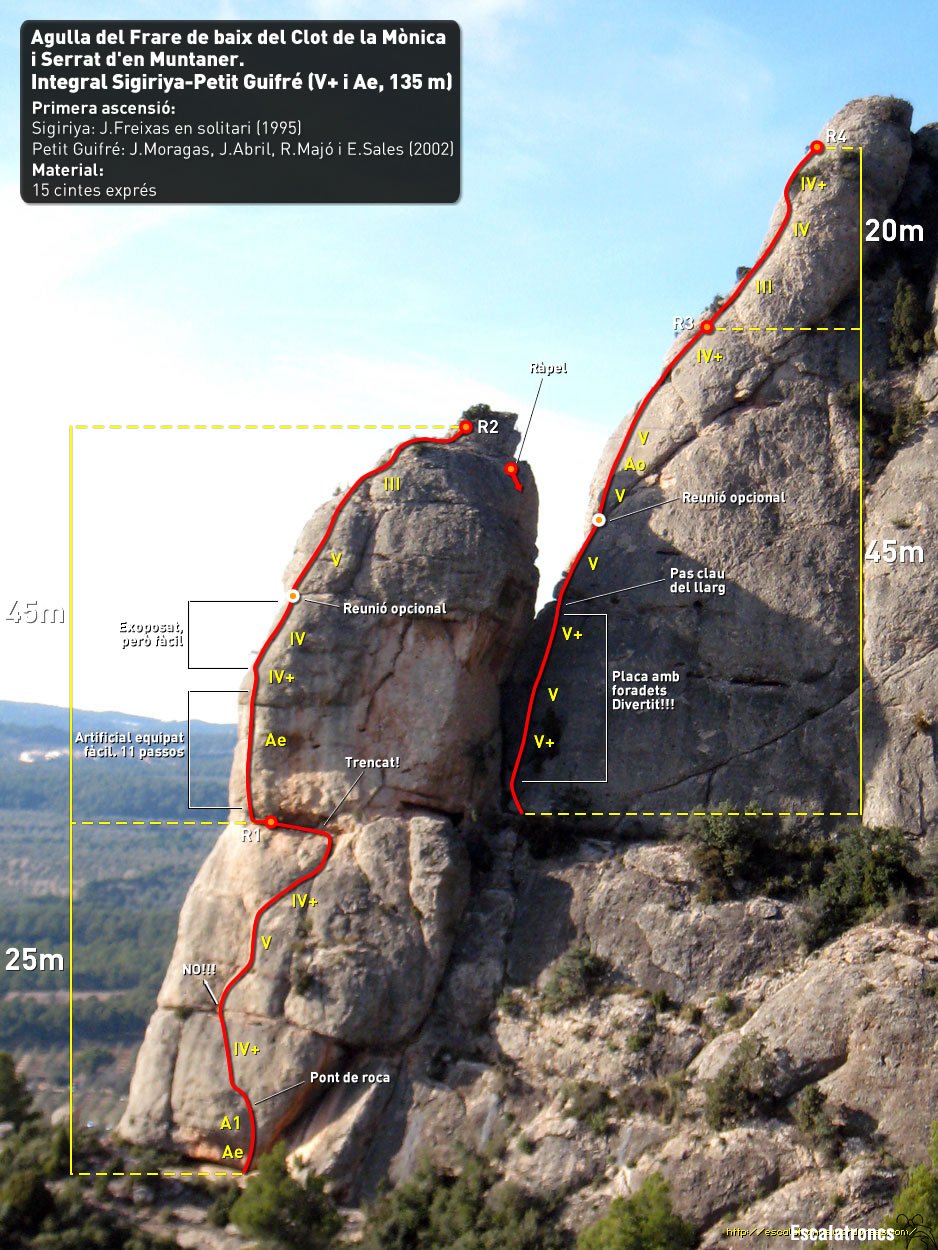 Agulla del Frare de baix del Clot de la Mònica
i Serrat d'en Muntaner.
Integral Sigiriya-Petit Guifré (V+ i Ae, 135 m)
Primera ascensió:
Sigiriya: J.Freixas en solitari (1995)
Petit Guifré: J.Moragas, J.Abril, R.Majó i E.Sales (2002)
Material:
15 cintes exprés
R4
IV+
IV
20m
III
R3
IV+
Ràpel
R2
V
Ao
III
V
Reunió opcional
45m
V
V
Pas clau
del llarg
Reunió opcional
45m
Exoposat,
però fàcil
IV
V+
IV+
Placa amb
foradets
Divertit!!!
V
Artificial equipat
fàcil. 11 passos
Ae
V+
Trencat!
R1
IV+
V
25m
NO!!!
IV+
Pont de roca
A1
Ae
Escalatroncs